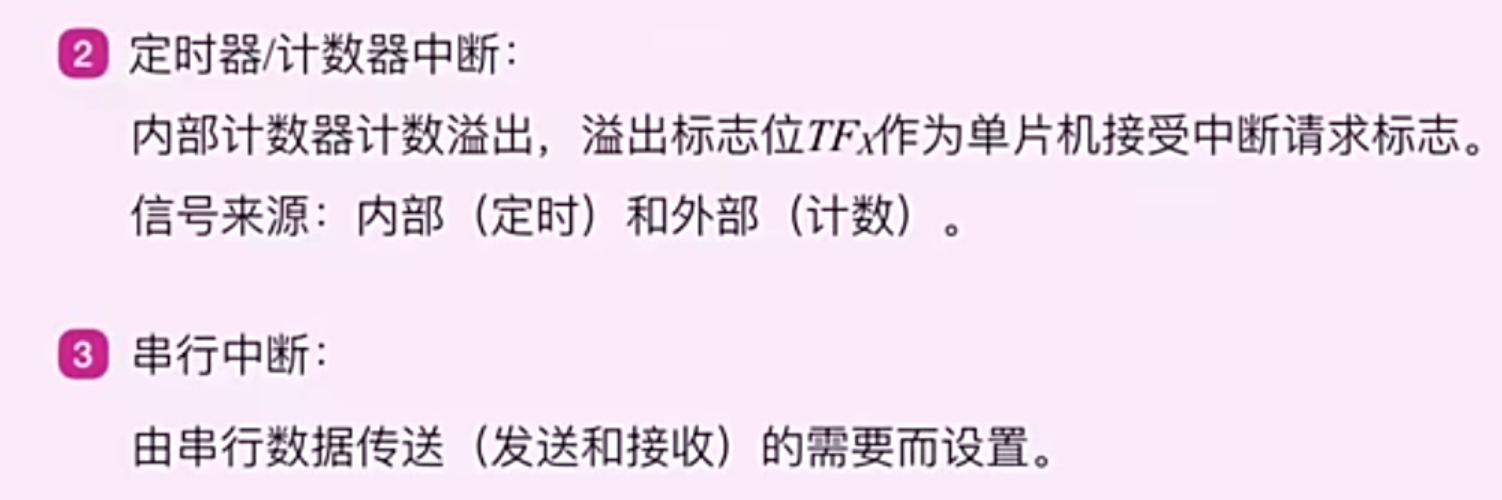 2 定时器/计数器中断：
内部计数器计数溢出，溢出标志位TFx作为单片机接受中断请求标志。
信号来源：内部（定时）和外部（计数）。
3 串行中断：
由串行数据传送（发送和接收）的需要而设置。